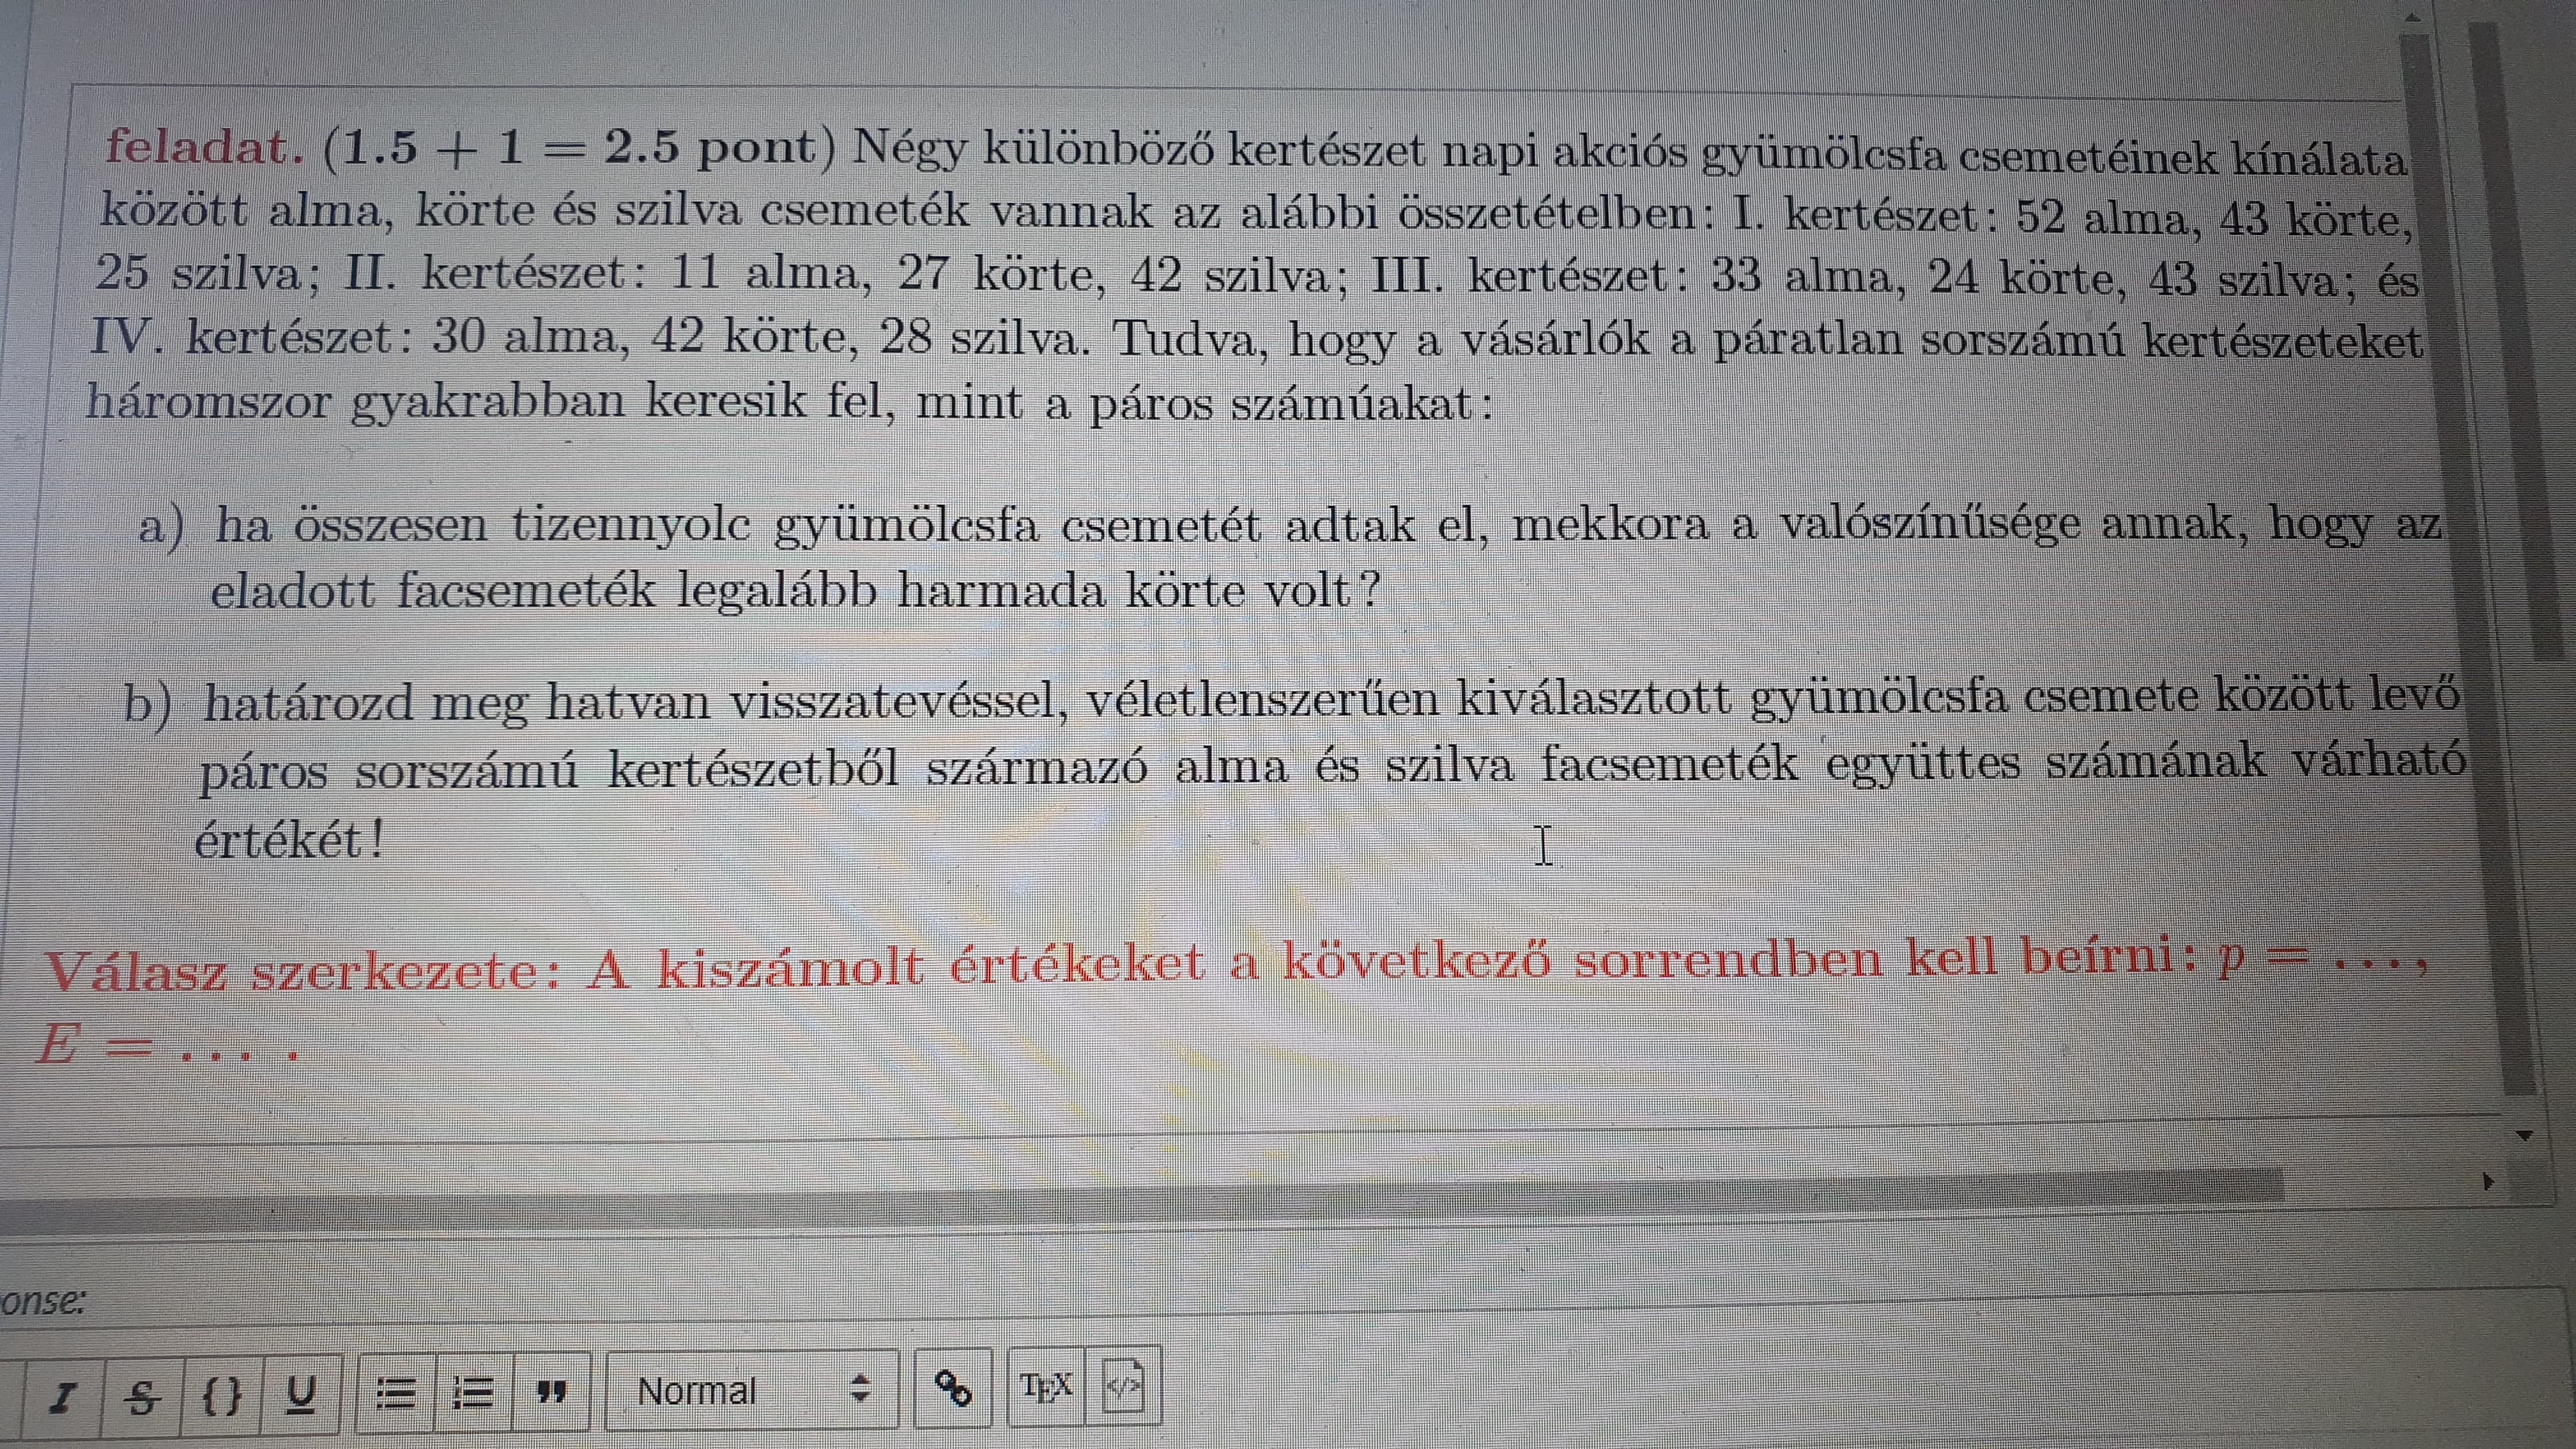 feladat. (1.5 + 1 = 2.5 pont) Négy különböző kertészet napi akciós gyümölcsfa csemetéinek kínálata
között alma, körte és szilva csemeték vannak az alábbi összetételben: I. kertészet: 52 alma, 43 körte,
25 szilva; II. kertészet: 11 alma, 27 körte, 42 szilva; III. kertészet: 33 alma, 24 körte, 43 szilva; és
IV. kertészet: 30 alma, 42 körte, 28 szilva. Tudva, hogy a vásárlók a páratlan sorszámú kertészeteket
háromszor gyakrabban keresik fel, mint a páros számúakat:
a) ha összesen tizennyolc gyümölcsfa csemetét adtak el, mekkora a valószínűsége annak, hogy az
eladott facsemeték legalább harmada körte volt?
b) határozd meg hatvan visszatevéssel, véletlenszerűen kiválasztott gyümölcsfa csemete között levő
páros sorszámú kertészetből származó alma és szilva facsemeték együttes számának várható
értékét!
Válasz szerkezete: A kiszámolt értékeket a következő sorrendben kell beírni: p = ...,
E = ... .
onse:
I S {} U Normal TEX </>